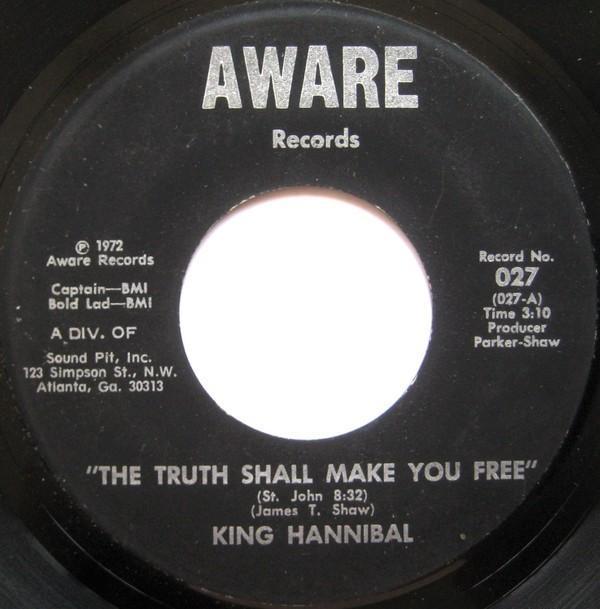 AWARE
Records
℗ 1972
Aware Records
Captain—BMI
Bold Lad—BMI
A DIV. OF
Sound Pit, Inc.
123 Simpson St., N.W.
Atlanta, Ga. 30313
Record No.
027
(027-A)
Time 3:10
Producer
Parker-Shaw
"THE TRUTH SHALL MAKE YOU FREE"
(St. John 8:32)
(James T. Shaw)
KING HANNIBAL